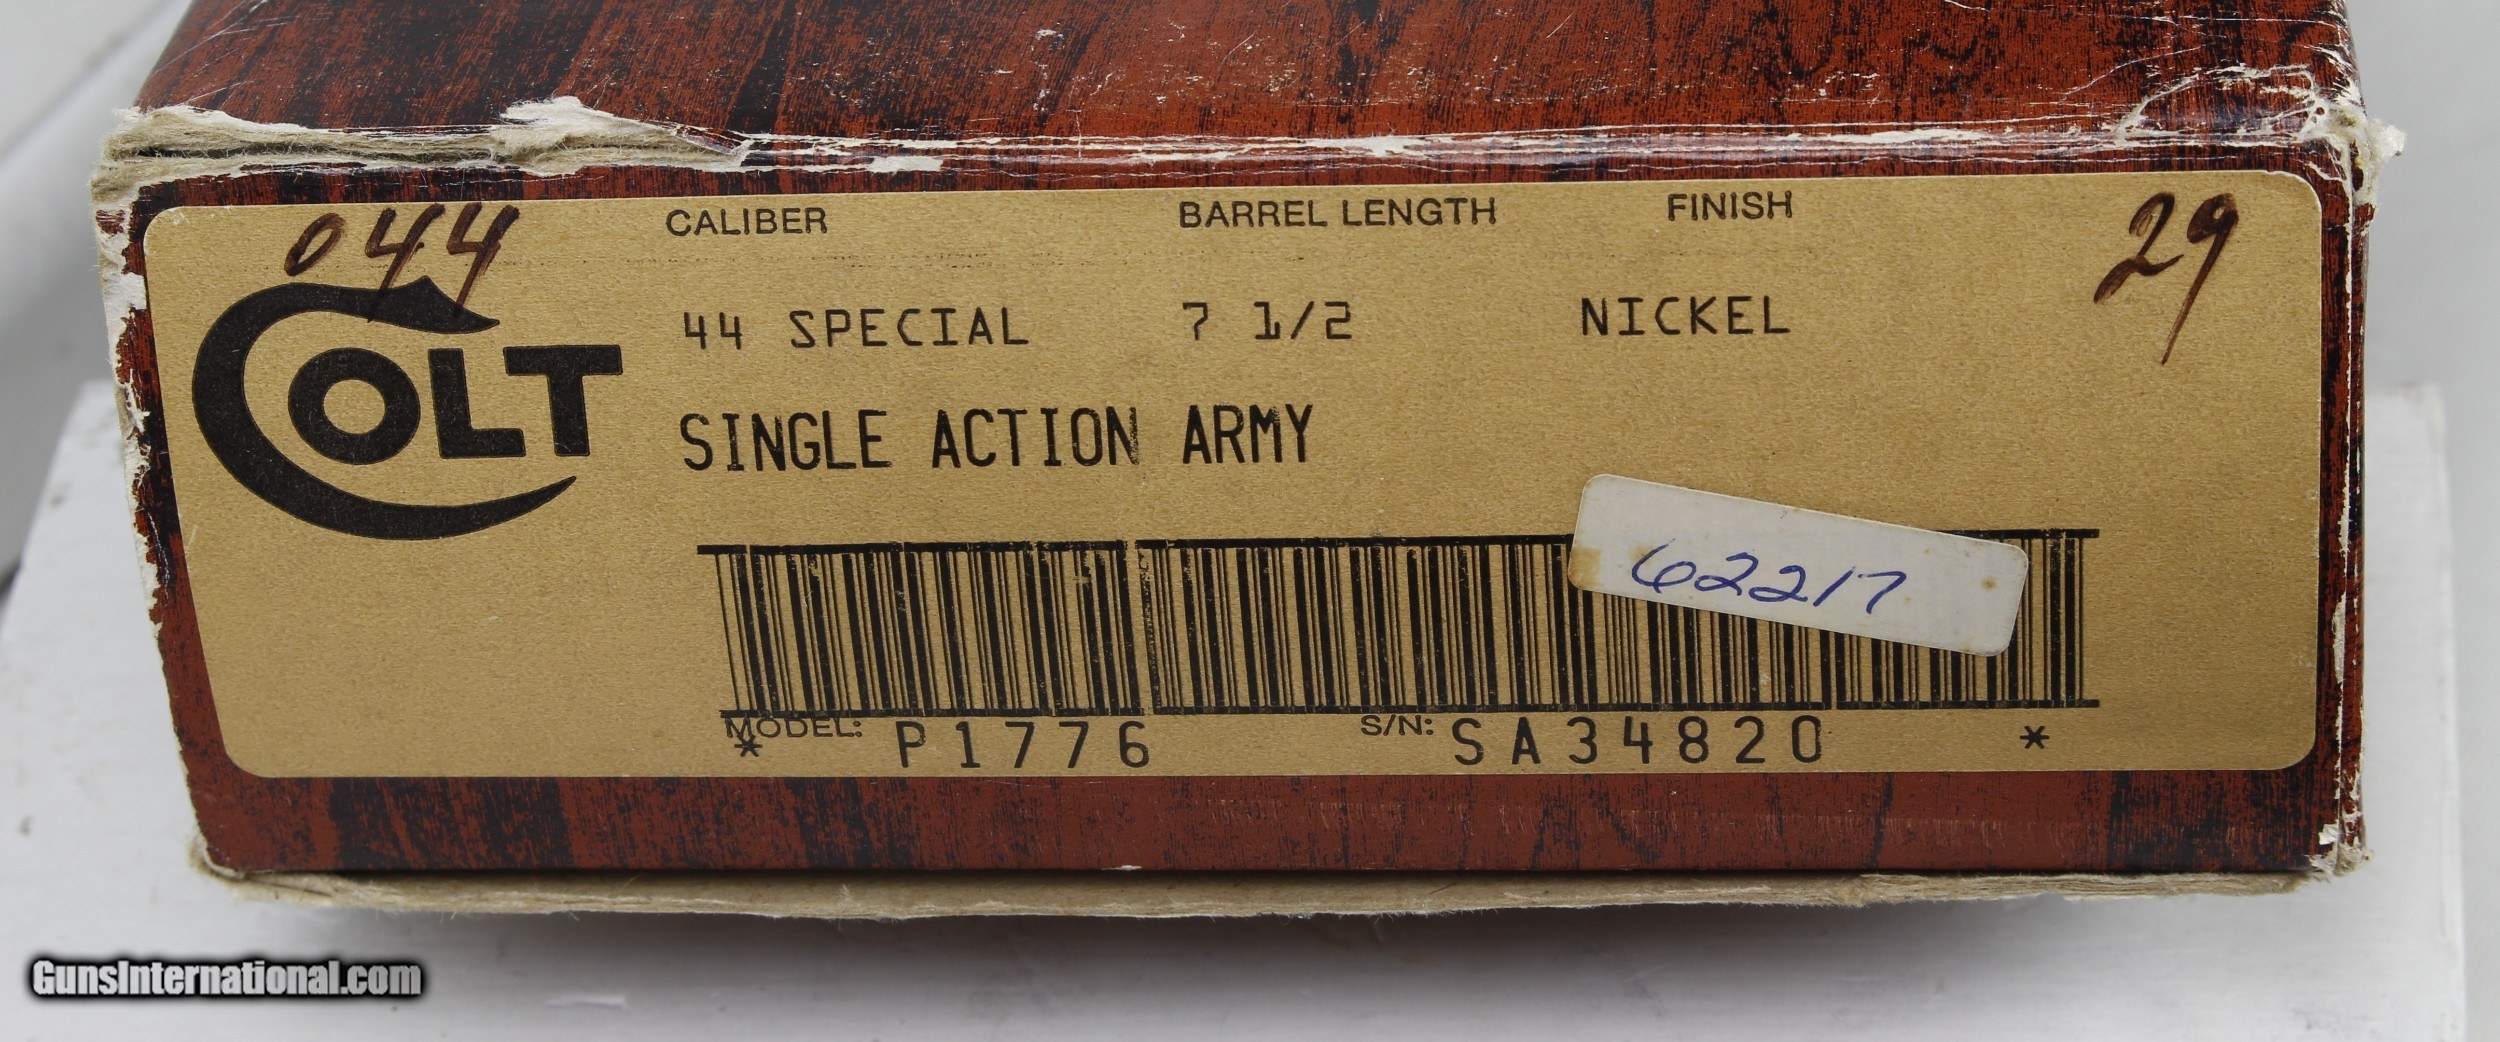 044
CALIBER BARREL LENGTH FINISH
29
COLT
44 SPECIAL 7 1/2 NICKEL
SINGLE ACTION ARMY
62217
MODEL: S/N:
* P1776 SA34820 *
GunsInternational.com